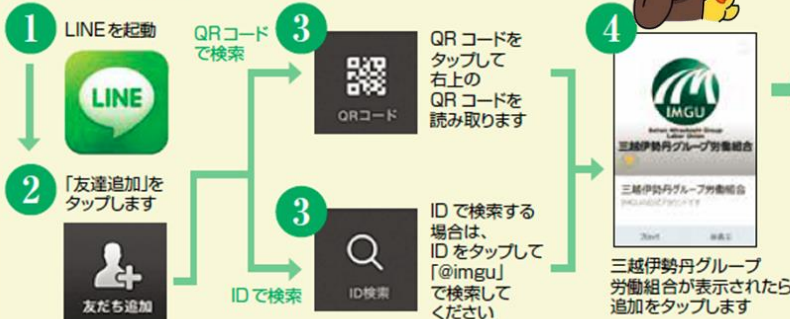 1
LINEを起動
LINE
2
「友達追加」を
タップします
友だち追加
QRコード
で検索
3
QRコード
QRコードを
タップして
右上の
QRコードを
読み取ります
IDで検索
3
ID検索
IDで検索する
場合は、
IDをタップして
「@imgu」
で検索して
ください
4
IMGU
Labor Union
三越伊勢丹グループ労働組合
三越伊勢丹グループ労働組合
三越伊勢丹グループ
労働組合が表示されたら
追加をタップします